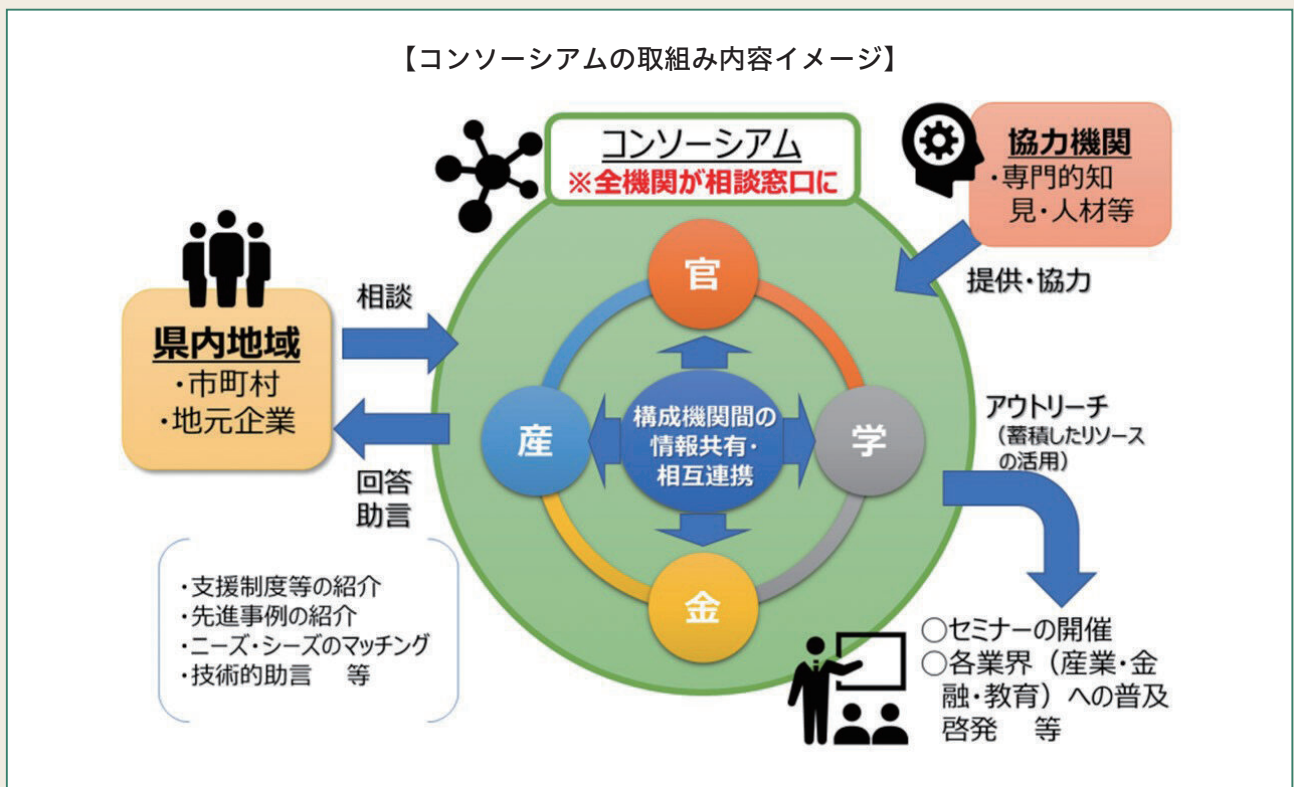 【コンソーシアムの取組み内容イメージ】
コンソーシアム
※全機関が相談窓口に
協力機関
・専門的知
見・人材等
提供・協力
県内地域
・市町村
・地元企業
相談
回答
助言
・支援制度等の紹介
・先進事例の紹介
・ニーズ・シーズのマッチング
・技術的助言　等
官
産
学
金
構成機関間の
情報共有・
相互連携
アウトリーチ
（蓄積したリソース
の活用）
○セミナーの開催
○各業界（産業・金
融・教育）への普及
啓発　等